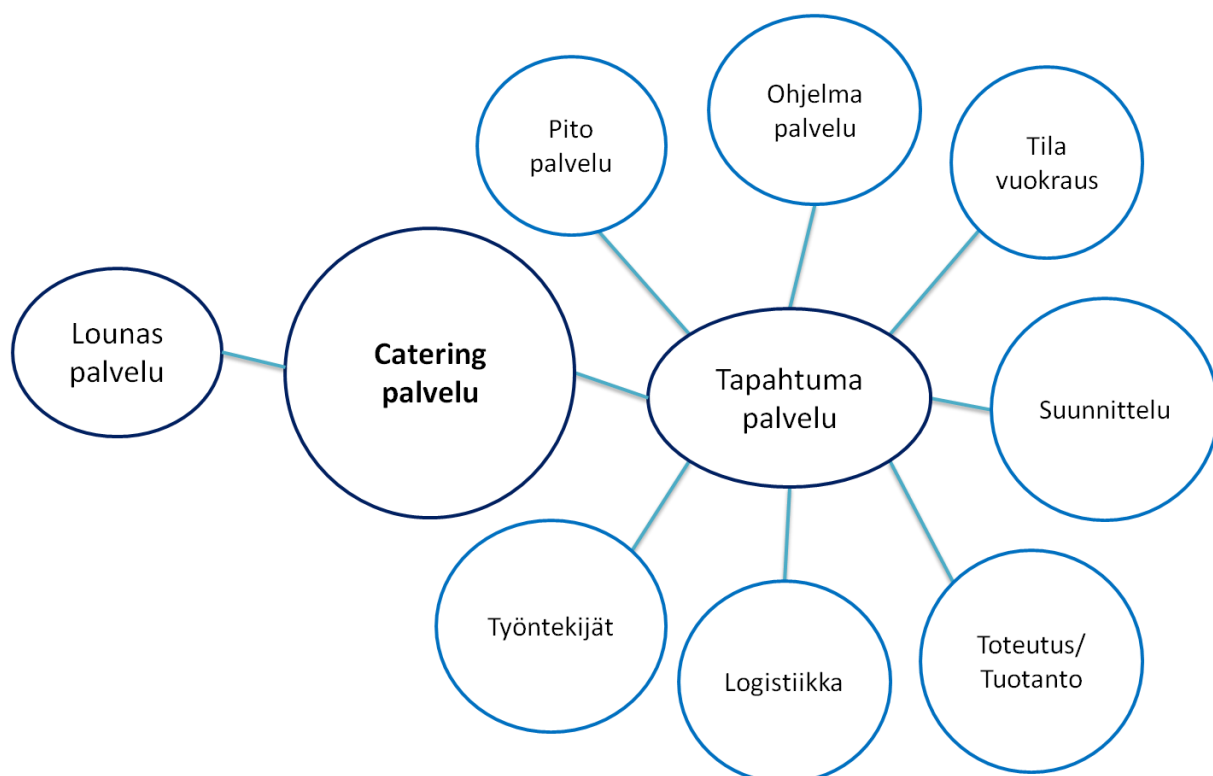 Ohjelma
palvelu
Pito
palvelu
Tila
vuokraus
Lounas
palvelu
Catering
palvelu
Tapahtuma
palvelu
Suunnittelu
Työntekijät
Logistiikka
Toteutus/
Tuotanto